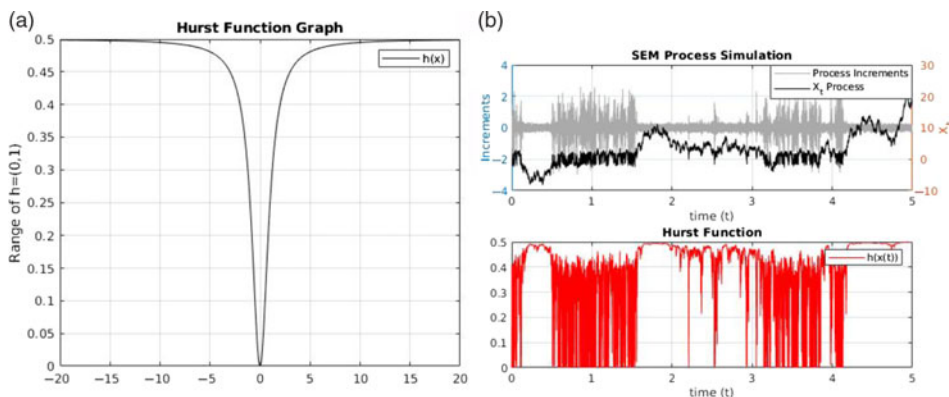 (a)
Hurst Function Graph
Range of h=(0,1)
0.5
0.45
0.4
0.35
0.3
0.25
0.2
0.15
0.1
0.05
0
−20 −15 −10 −5 0 5 10 15 20
h(x)
(b)
SEM Process Simulation
Increments
4
2
0
−2
−4
Process Increments
X_t Process
30
20
10
0
−10
X_t
0 1 2 3 4 5
time (t)
Hurst Function
0.5
0.4
0.3
0.2
0.1
0
h(x(t))
0 1 2 3 4 5
time (t)